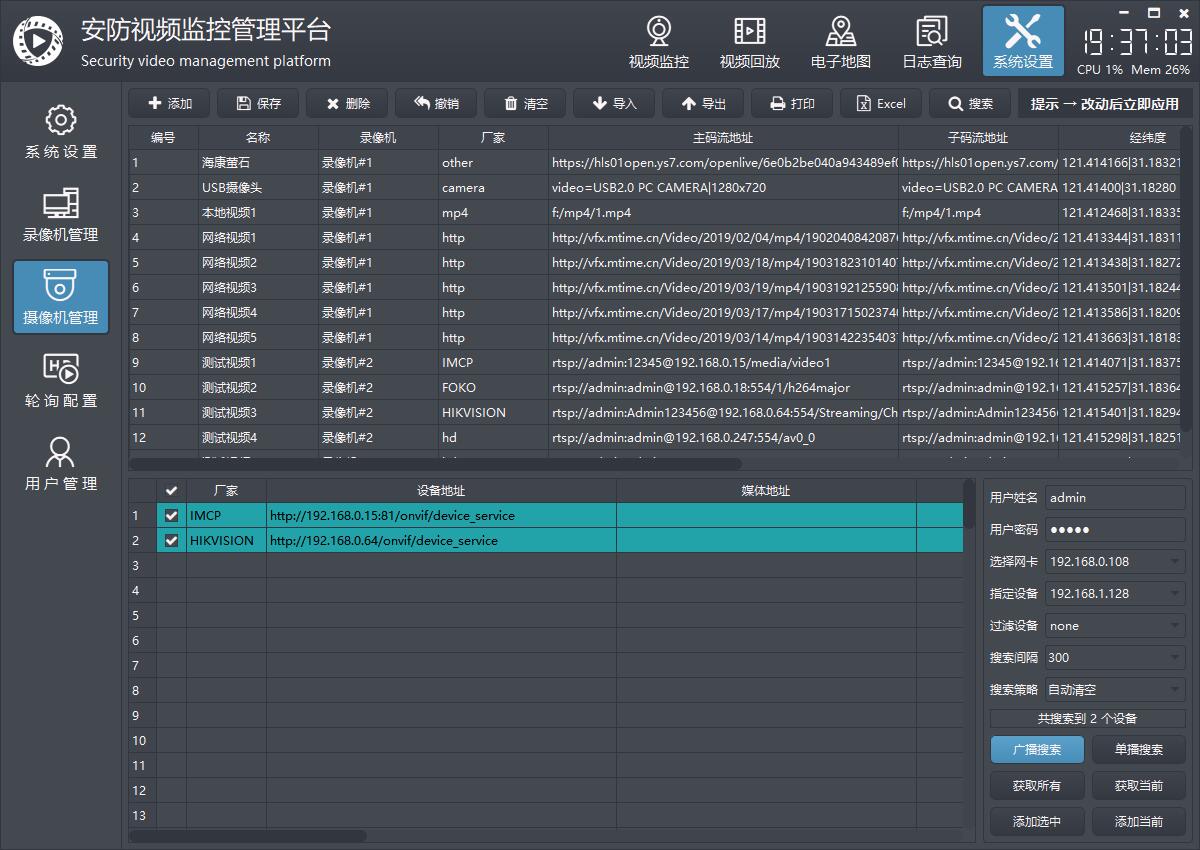 安防视频监控管理平台
Security video management platform
视频监控 视频回放 电子地图 日志查询 系统设置
19:37:03
CPU 1% Mem 26%
系统设置
录像机管理
摄像机管理
轮询配置
用户管理
添加 保存 删除 撤销 清空 导入 导出 打印 Excel 搜索 提示 → 改动后立即应用
编号 名称 录像机 厂家 主码流地址 子码流地址 经纬度
1 海康萤石 录像机#1 other https://hls01open.ys7.com/openlive/6e0b2be040a943489ef0 https://hls01open.ys7.com/ 121.414166|31.18321
2 USB摄像头 录像机#1 camera video=USB2.0 PC CAMERA|1280x720 video=USB2.0 PC CAMERA 121.41400|31.18280
3 本地视频1 录像机#1 mp4 f:/mp4/1.mp4 f:/mp4/1.mp4 121.412468|31.18335
4 网络视频1 录像机#1 http http://vfx.mtime.cn/Video/2019/02/04/mp4/19020408420876 http://vfx.mtime.cn/Video/2 121.413344|31.18311
5 网络视频2 录像机#1 http http://vfx.mtime.cn/Video/2019/03/18/mp4/19031823101407 http://vfx.mtime.cn/Video/2 121.413438|31.18272
6 网络视频3 录像机#1 http http://vfx.mtime.cn/Video/2019/03/19/mp4/19031921255908 http://vfx.mtime.cn/Video/2 121.413501|31.18244
7 网络视频4 录像机#1 http http://vfx.mtime.cn/Video/2019/03/17/mp4/19031715023740 http://vfx.mtime.cn/Video/2 121.413586|31.18209
8 网络视频5 录像机#1 http http://vfx.mtime.cn/Video/2019/03/14/mp4/19031422354037 http://vfx.mtime.cn/Video/2 121.413663|31.18183
9 测试视频1 录像机#2 IMCP rtsp://admin:12345@192.168.0.15/media/video1 rtsp://admin:12345@192.16 121.414071|31.18375
10 测试视频2 录像机#2 FOKO rtsp://admin:admin@192.168.0.18:554/1/h264major rtsp://admin:admin@192.16 121.415257|31.18364
11 测试视频3 录像机#2 HIKVISION rtsp://admin:Admin123456@192.168.0.64:554/Streaming/Ch rtsp://admin:Admin123456 121.415401|31.18294
12 测试视频4 录像机#2 hd rtsp://admin:admin@192.168.0.247:554/av0_0 rtsp://admin:admin@192.16 121.415298|31.18251
厂家 设备地址 媒体地址
1 IMCP http://192.168.0.15:81/onvif/device_service
2 HIKVISION http://192.168.0.64/onvif/device_service
3
4
5
6
7
8
9
10
11
12
13
用户姓名 admin
用户密码 ●●●●●
选择网卡 192.168.0.108
指定设备 192.168.1.128
过滤设备 none
搜索间隔 300
搜索策略 自动清空
共搜索到 2 个设备
广播搜索 单播搜索
获取所有 获取当前
添加选中 添加当前